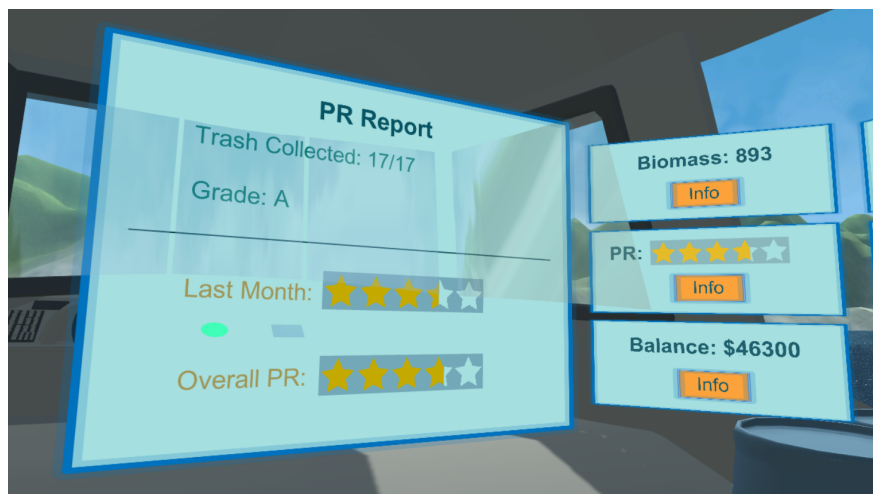 PR Report
Trash Collected: 17/17
Grade: A
Last Month:
Overall PR:
Biomass: 893
Info
PR:
Info
Balance: $46300
Info